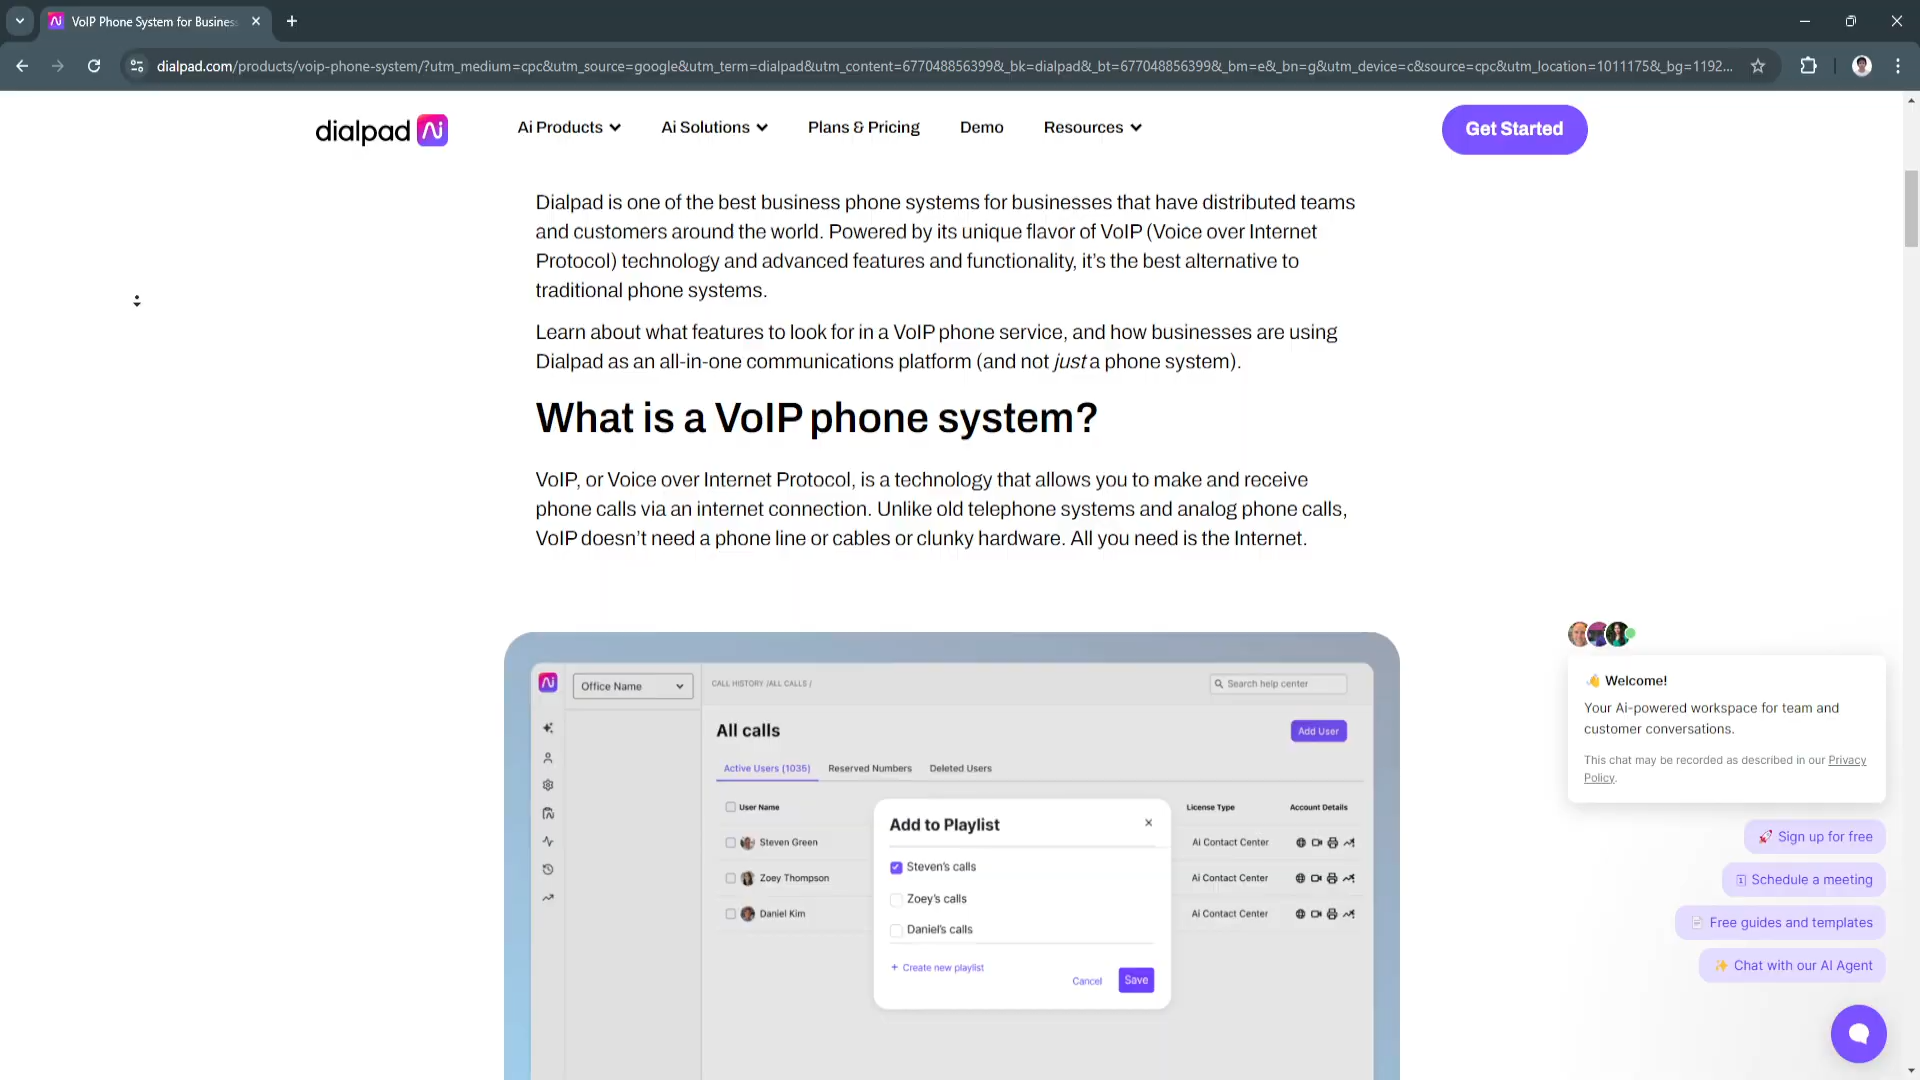 VoIP Phone System for Busines
dialpad.com/products/voip-phone-system/?utm_medium=cpc&utm_source=google&utm_term=dialpad&utm_content=677048856399&_bk=dialpad&_bt=677048856399&_bm=e&_bn=g&utm_device=c&source=cpc&utm_location=1011175&_bg=1192...
dialpad Ai
Ai Products
Ai Solutions
Plans & Pricing
Demo
Resources
Get Started
Dialpad is one of the best business phone systems for businesses that have distributed teams
and customers around the world. Powered by its unique flavor of VoIP (Voice over Internet
Protocol) technology and advanced features and functionality, it’s the best alternative to
traditional phone systems.
Learn about what features to look for in a VoIP phone service, and how businesses are using
Dialpad as an all-in-one communications platform (and not just a phone system).
What is a VoIP phone system?
VoIP, or Voice over Internet Protocol, is a technology that allows you to make and receive
phone calls via an internet connection. Unlike old telephone systems and analog phone calls,
VoIP doesn’t need a phone line or cables or clunky hardware. All you need is the Internet.
Office Name
CALL HISTORY /ALL CALLS /
Search help center
All calls
Add User
Active Users (1035)
Reserved Numbers
Deleted Users
User Name
License Type
Account Details
Steven Green
Ai Contact Center
Zoey Thompson
Ai Contact Center
Daniel Kim
Ai Contact Center
Add to Playlist
Steven's calls
Zoey's calls
Daniel's calls
+ Create new playlist
Cancel
Save
👋 Welcome!
Your Ai-powered workspace for team and
customer conversations.
This chat may be recorded as described in our Privacy
Policy.
🚀 Sign up for free
Schedule a meeting
Free guides and templates
✨ Chat with our AI Agent